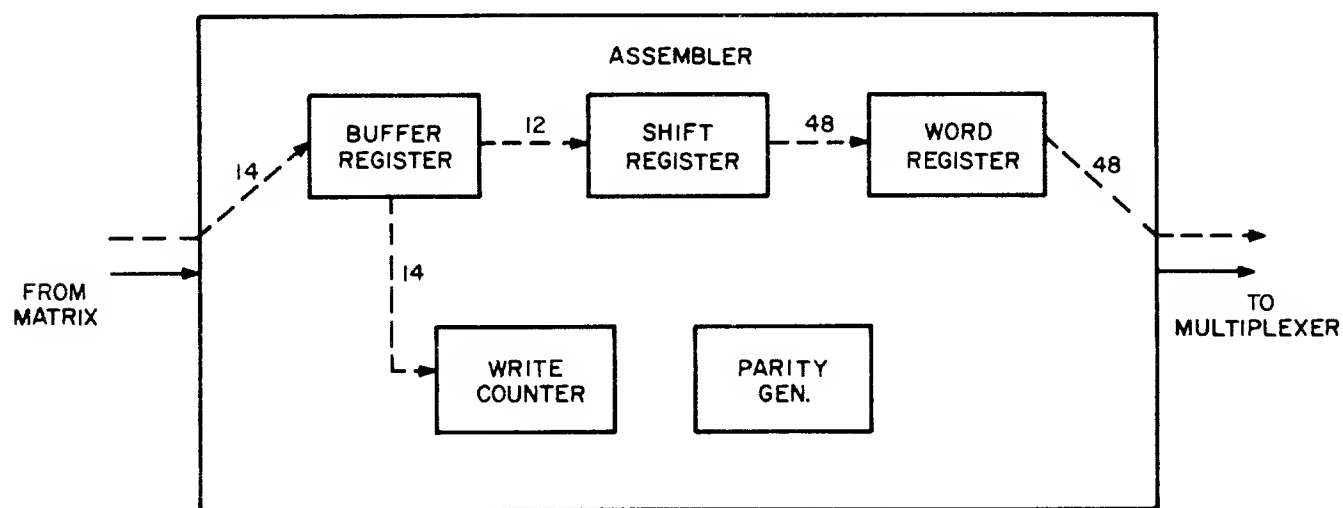 ASSEMBLER
BUFFER
REGISTER
12
SHIFT
REGISTER
48
WORD
REGISTER
14
48
14
FROM
MATRIX
TO
MULTIPLEXER
WRITE
COUNTER
PARITY
GEN.